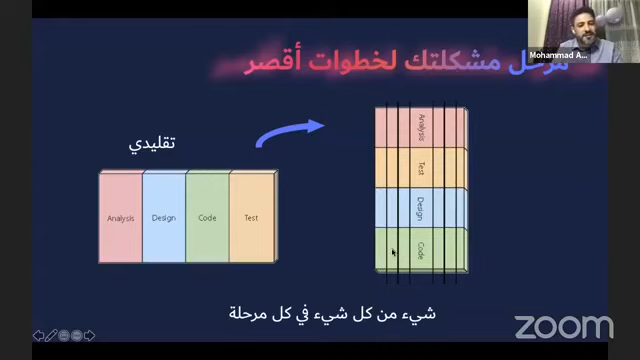 Mohammad A...
مرحل مشكلتك لخطوات أقصر
تقليدي
Analysis Design Code Test
Analysis
Test
Design
Code
شيء من كل شيء في كل مرحلة
zoom